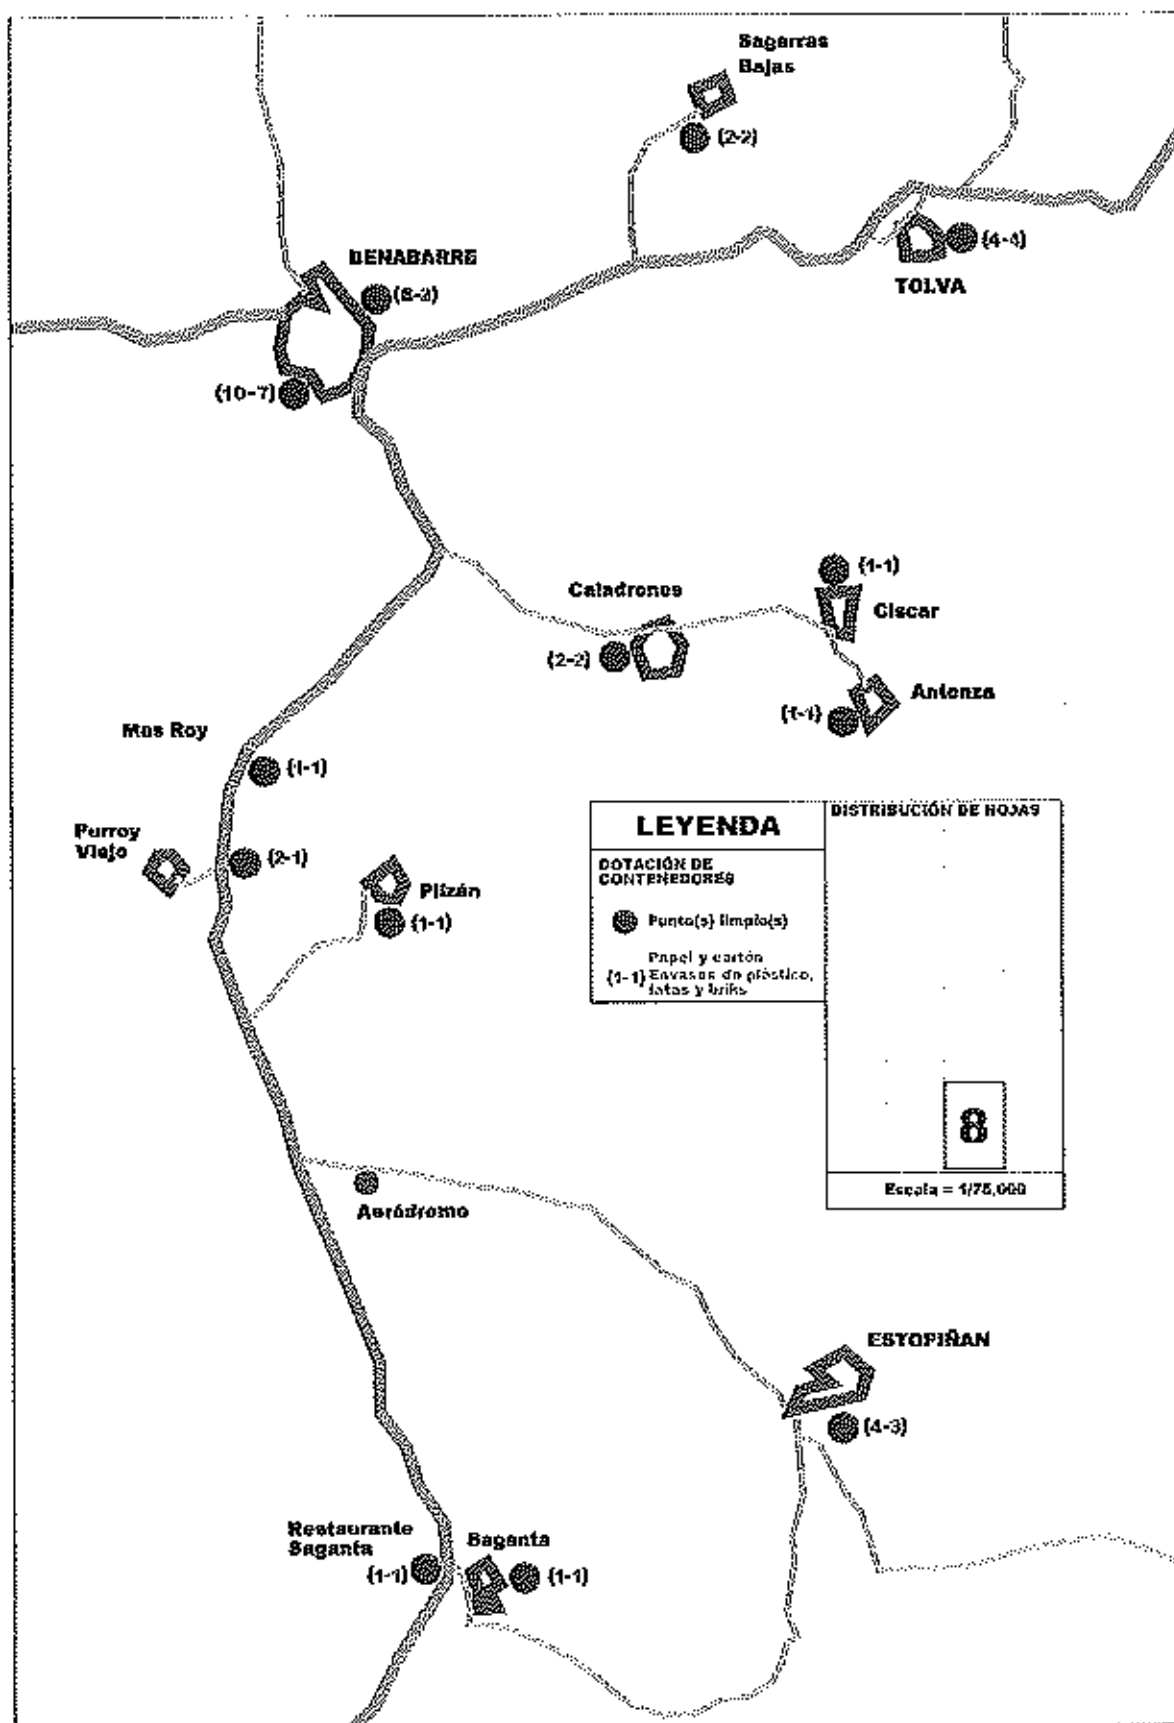 Sagarras
Bajas
(2-2)
(4-4)
TOLVA
BENABARRE
(10-7)
(1-1)
Caladrones
Ciscar
(2-2)
Antenza
(1-1)
Mas Roy
(1-1)
Purroy
Viejo
(2-1)
Pilzán
(1-1)
LEYENDA
DISTRIBUCIÓN DE HOJAS
DOTACIÓN DE
CONTENEDORES
Punto(s) limpio(s)
Papel y cartón
(1-1) Envases de plástico,
latas y briks
8
Escala = 1/75,000
Aeródromo
ESTOPIÑAN
(4-3)
Restaurante
Saganta
(1-1)
Saganta
(1-1)